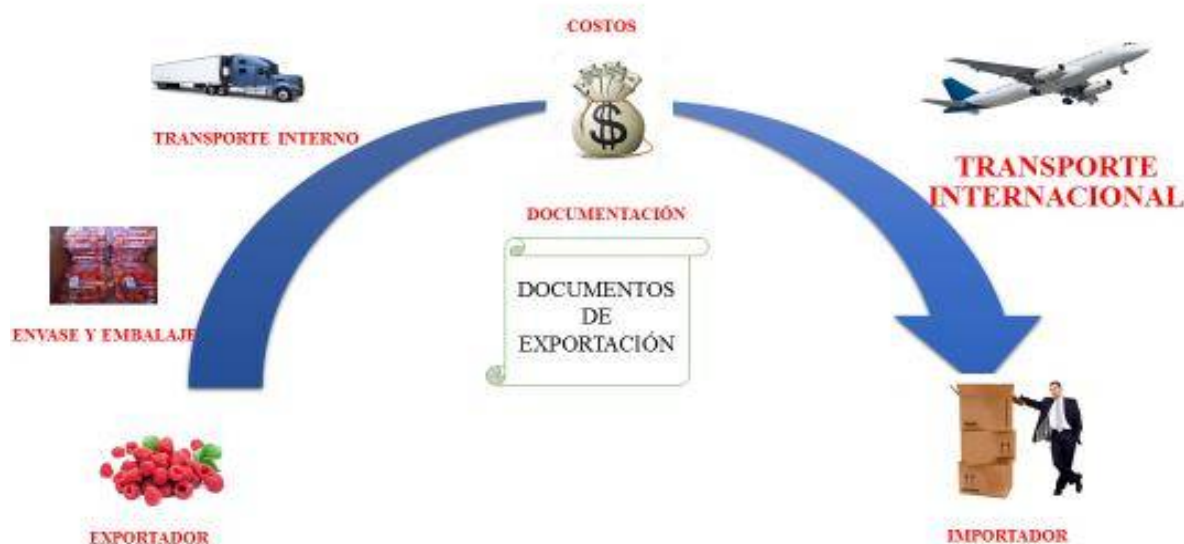 COSTOS
TRANSPORTE INTERNO
TRANSPORTE
INTERNACIONAL
DOCUMENTACIÓN
DOCUMENTOS
DE
EXPORTACIÓN
ENVASE Y EMBALAJE
EXPORTADOR
IMPORTADOR
$